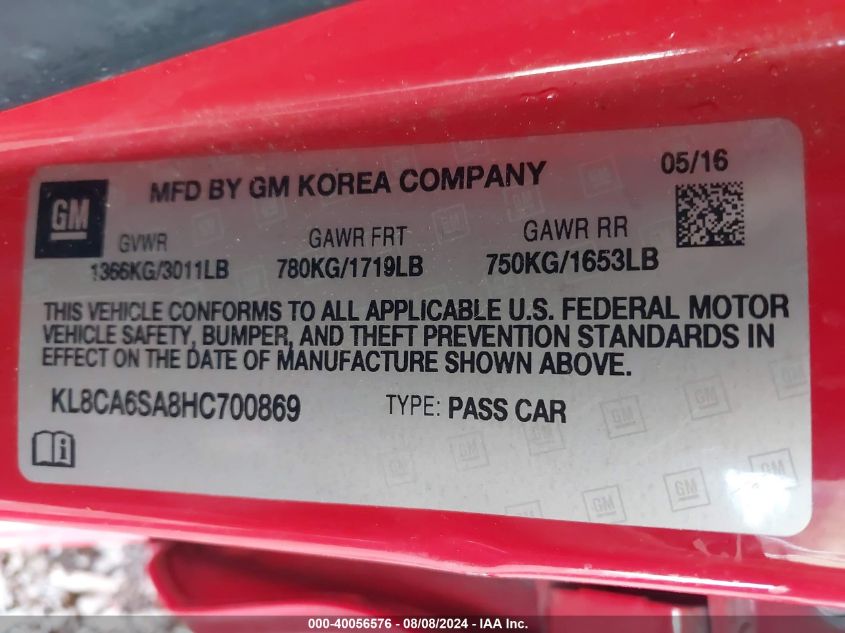 GM
MFD BY GM KOREA COMPANY
05/16
GVWR
GAWR FRT
GAWR RR
1366KG/3011LB
780KG/1719LB
750KG/1653LB
THIS VEHICLE CONFORMS TO ALL APPLICABLE U.S. FEDERAL MOTOR
VEHICLE SAFETY, BUMPER, AND THEFT PREVENTION STANDARDS IN
EFFECT ON THE DATE OF MANUFACTURE SHOWN ABOVE.
KL8CA6SA8HC700869
TYPE: PASS CAR
000-40056576 - 08/08/2024 - IAA Inc.